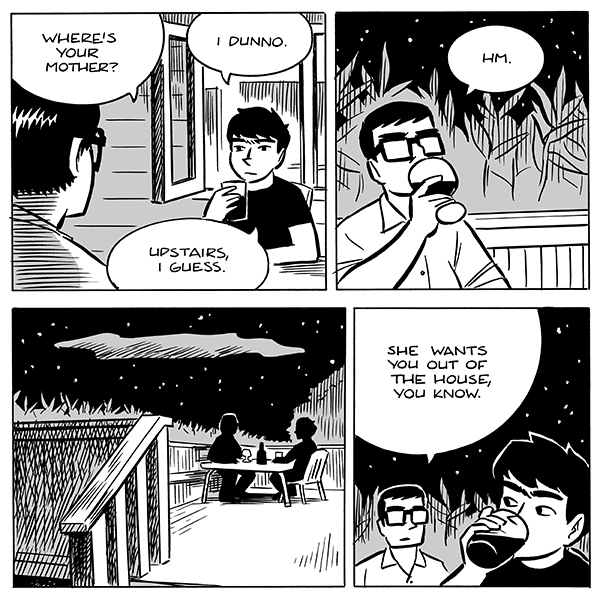 WHERE'S
YOUR
MOTHER?
I DUNNO.
UPSTAIRS,
I GUESS.
HM.
SHE WANTS
YOU OUT OF
THE HOUSE,
YOU KNOW.